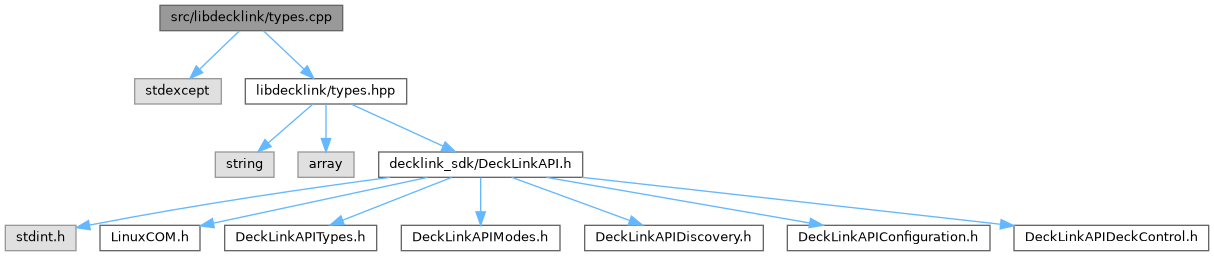 src/libdecklink/types.cpp
stdexcept
libdecklink/types.hpp
string
array
decklink_sdk/DeckLinkAPI.h
stdint.h
LinuxCOM.h
DeckLinkAPITypes.h
DeckLinkAPIModes.h
DeckLinkAPIDiscovery.h
DeckLinkAPIConfiguration.h
DeckLinkAPIDeckControl.h